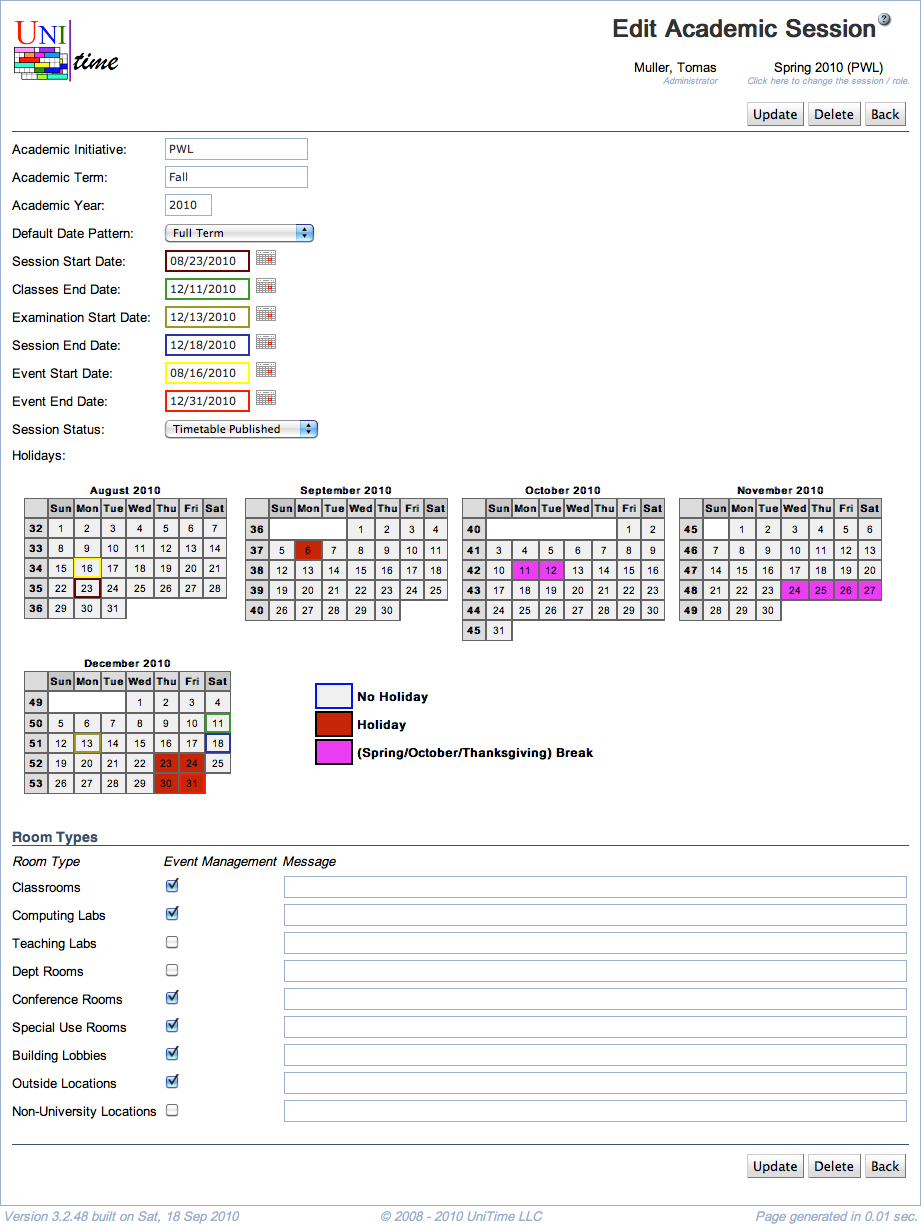 UNI
time
Edit Academic Session ?
Muller, Tomas Spring 2010 (PWL)
Administrator Click here to change the session / role.
Update Delete Back
Academic Initiative: PWL
Academic Term: Fall
Academic Year: 2010
Default Date Pattern: Full Term
Session Start Date: 08/23/2010
Classes End Date: 12/11/2010
Examination Start Date: 12/13/2010
Session End Date: 12/18/2010
Event Start Date: 08/16/2010
Event End Date: 12/31/2010
Session Status: Timetable Published
Holidays:
August 2010
Sun Mon Tue Wed Thu Fri Sat
32 1 2 3 4 5 6 7
33 8 9 10 11 12 13 14
34 15 16 17 18 19 20 21
35 22 23 24 25 26 27 28
36 29 30 31
September 2010
Sun Mon Tue Wed Thu Fri Sat
36 1 2 3 4
37 5 6 7 8 9 10 11
38 12 13 14 15 16 17 18
39 19 20 21 22 23 24 25
40 26 27 28 29 30
October 2010
Sun Mon Tue Wed Thu Fri Sat
40 1 2
41 3 4 5 6 7 8 9
42 10 11 12 13 14 15 16
43 17 18 19 20 21 22 23
44 24 25 26 27 28 29 30
45 31
November 2010
Sun Mon Tue Wed Thu Fri Sat
45 1 2 3 4 5 6
46 7 8 9 10 11 12 13
47 14 15 16 17 18 19 20
48 21 22 23 24 25 26 27
49 28 29 30
December 2010
Sun Mon Tue Wed Thu Fri Sat
49 1 2 3 4
50 5 6 7 8 9 10 11
51 12 13 14 15 16 17 18
52 19 20 21 22 23 24 25
53 26 27 28 29 30 31
No Holiday
Holiday
(Spring/October/Thanksgiving) Break
Room Types
Room Type Event Management Message
Classrooms
Computing Labs
Teaching Labs
Dept Rooms
Conference Rooms
Special Use Rooms
Building Lobbies
Outside Locations
Non-University Locations
Update Delete Back
Version 3.2.48 built on Sat, 18 Sep 2010 © 2008 - 2010 UniTime LLC Page generated in 0.01 sec.